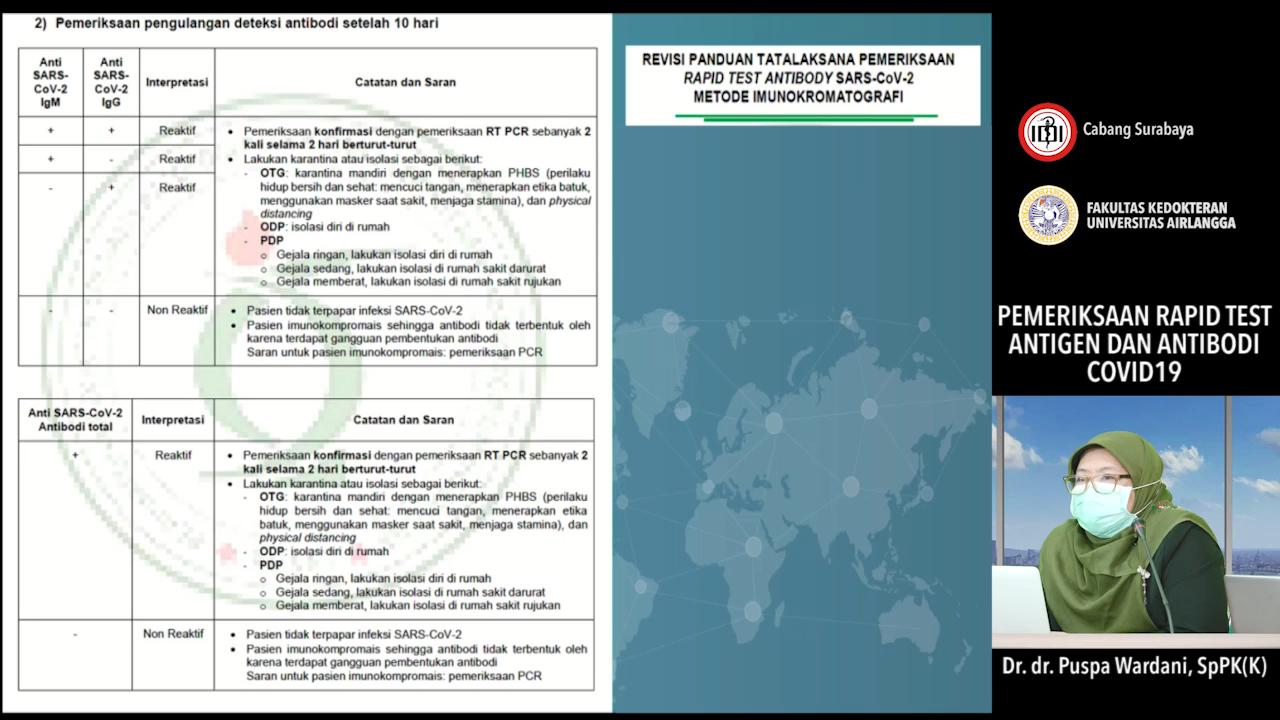 2) Pemeriksaan pengulangan deteksi antibodi setelah 10 hari
Anti
SARS-
CoV-2
IgM
Anti
SARS-
CoV-2
IgG
Interpretasi
Catatan dan Saran
+ + Reaktif
+ - Reaktif
- + Reaktif
• Pemeriksaan konfirmasi dengan pemeriksaan RT PCR sebanyak 2
kali selama 2 hari berturut-turut
• Lakukan karantina atau isolasi sebagai berikut:
- OTG: karantina mandiri dengan menerapkan PHBS (perilaku
hidup bersih dan sehat: mencuci tangan, menerapkan etika batuk,
menggunakan masker saat sakit, menjaga stamina), dan physical
distancing
- ODP: isolasi diri di rumah
- PDP
o Gejala ringan, lakukan isolasi diri di rumah
o Gejala sedang, lakukan isolasi di rumah sakit darurat
o Gejala memberat, lakukan isolasi di rumah sakit rujukan
- - Non Reaktif
• Pasien tidak terpapar infeksi SARS-CoV-2
• Pasien imunokompromais sehingga antibodi tidak terbentuk oleh
karena terdapat gangguan pembentukan antibodi
Saran untuk pasien imunokompromais: pemeriksaan PCR
Anti SARS-CoV-2
Antibodi total
Interpretasi
Catatan dan Saran
+ Reaktif
• Pemeriksaan konfirmasi dengan pemeriksaan RT PCR sebanyak 2
kali selama 2 hari berturut-turut
• Lakukan karantina atau isolasi sebagai berikut:
- OTG: karantina mandiri dengan menerapkan PHBS (perilaku
hidup bersih dan sehat: mencuci tangan, menerapkan etika
batuk, menggunakan masker saat sakit, menjaga stamina), dan
physical distancing
- ODP: isolasi diri di rumah
- PDP
o Gejala ringan, lakukan isolasi diri di rumah
o Gejala sedang, lakukan isolasi di rumah sakit darurat
o Gejala memberat, lakukan isolasi di rumah sakit rujukan
- Non Reaktif
• Pasien tidak terpapar infeksi SARS-CoV-2
• Pasien imunokompromais sehingga antibodi tidak terbentuk oleh
karena terdapat gangguan pembentukan antibodi
Saran untuk pasien imunokompromais: pemeriksaan PCR
REVISI PANDUAN TATALAKSANA PEMERIKSAAN
RAPID TEST ANTIBODY SARS-CoV-2
METODE IMUNOKROMATOGRAFI
IDI
Cabang Surabaya
FAKULTAS KEDOKTERAN
UNIVERSITAS AIRLANGGA
PEMERIKSAAN RAPID TEST
ANTIGEN DAN ANTIBODI
COVID19
Dr. dr. Puspa Wardani, SpPK(K)